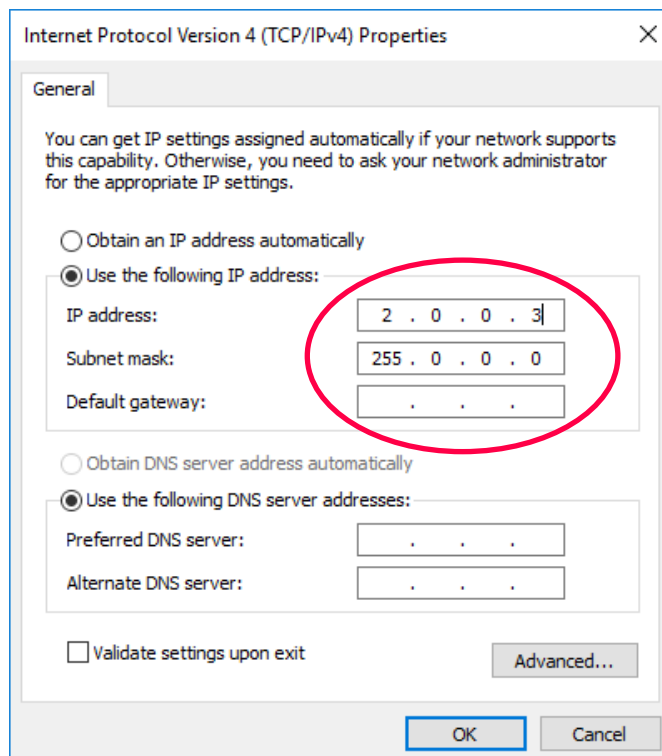 Internet Protocol Version 4 (TCP/IPv4) Properties
General
You can get IP settings assigned automatically if your network supports
this capability. Otherwise, you need to ask your network administrator
for the appropriate IP settings.
Obtain an IP address automatically
Use the following IP address:
IP address: 2 . 0 . 0 . 3
Subnet mask: 255 . 0 . 0 . 0
Default gateway: . . .
Obtain DNS server address automatically
Use the following DNS server addresses:
Preferred DNS server: . . .
Alternate DNS server: . . .
Validate settings upon exit
Advanced...
OK Cancel